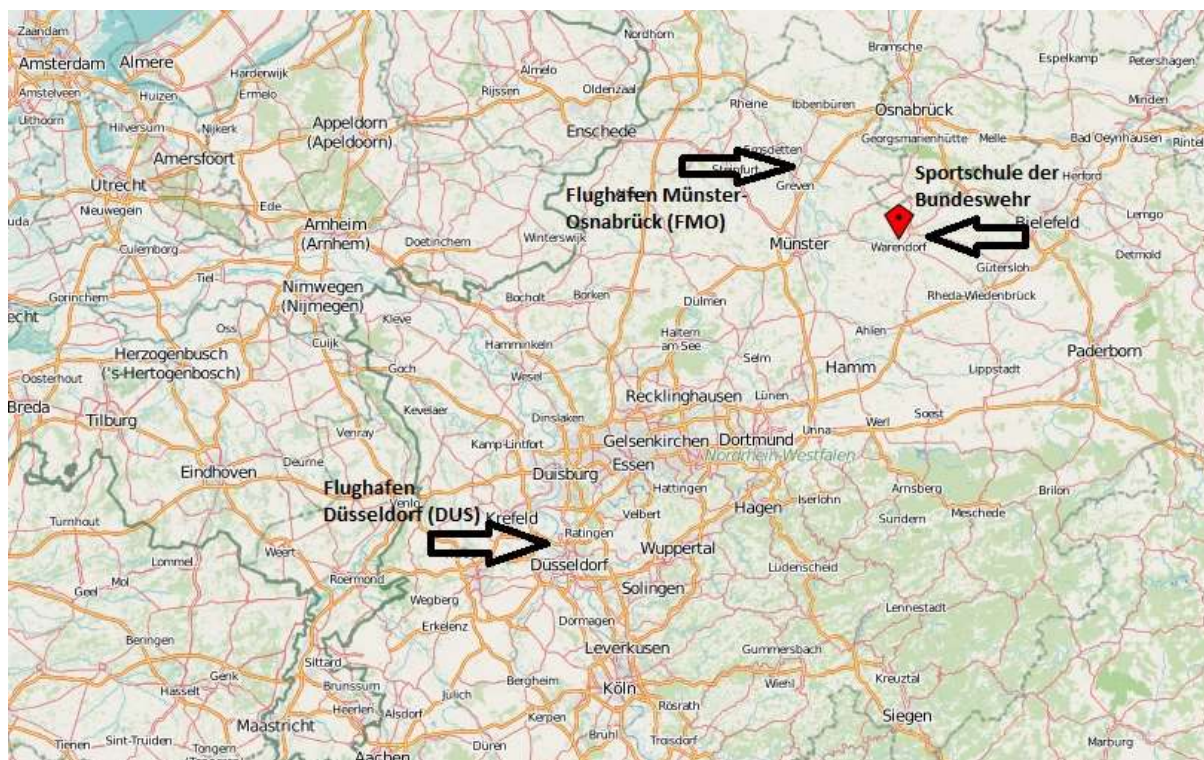 Zaandam
Amsterdam
Almere
Amstelveen
Uithoorn
Huizen
Hilversum
Harderwijk
Ermelo
Nijkerk
Amersfoort
Utrecht
Nieuwegein
Ede
Culemborg
Tiel
Gorinchem
Appeldorn
(Apeldoorn)
Arnheim
(Arnhem)
Doetinchem
Nimwegen
(Nijmegen)
Nordhorn
Almelo
Rijssen
Oldenzaal
Enschede
Winterswijk
Bramsche
Espelkamp
Petershagen
Rheine
Ibbenbüren
Osnabrück
Minden
Georgsmarienhütte
Melle
Bad Oeynhausen
Rintel
Emsdetten
Steinfurt
Greven
Herford
Flughafen Münster-
Osnabrück (FMO)
Sportschule der
Bundeswehr
Bielefeld
Lemgo
Detmold
Münster
Warendorf
Gütersloh
Rheda-Wiedenbrück
Bocholt
Borken
Dülmen
Kleve
Hamminkeln
Haltern
am See
Ahlen
Paderborn
Oss
Cuijk
Goch
Wesel
Selm
Hamm
Lippstadt
Herzogenbusch
('s-Hertogenbosch)
Oosterhout
Breda
Tilburg
Kevelaer
Dinslaken
Recklinghausen
Lünen
Soest
Werl
Unna
Venray
Kamp-Lintfort
Gelsenkirchen
Dortmund
Nordrhein-Westfalen
Eindhoven
Deurne
Duisburg
Essen
Hattingen
Iserlohn
Arnsberg
Brilon
Meschede
Sundern
Flughafen
Düsseldorf (DUS)
Venlo
Krefeld
Ratingen
Velbert
Hagen
Turnhout
Weert
Lommel
Mol
Geel
Roermond
Düsseldorf
Wuppertal
Solingen
Lüdenscheid
Wegberg
Erkelenz
Dormagen
Lennestadt
Beringen
Leverkusen
Gummersbach
Sittard
Genk
Hasselt
Brunssum
Heerlen
Jülich
Bergheim
Köln
Wiehl
Kreuztal
Maastricht
Alsdorf
Kerpen
Rösrath
Siegen
Tienen
Sint-Truiden
Tongern
Aachen
Düren
Brühl
Troisdorf
Marburg